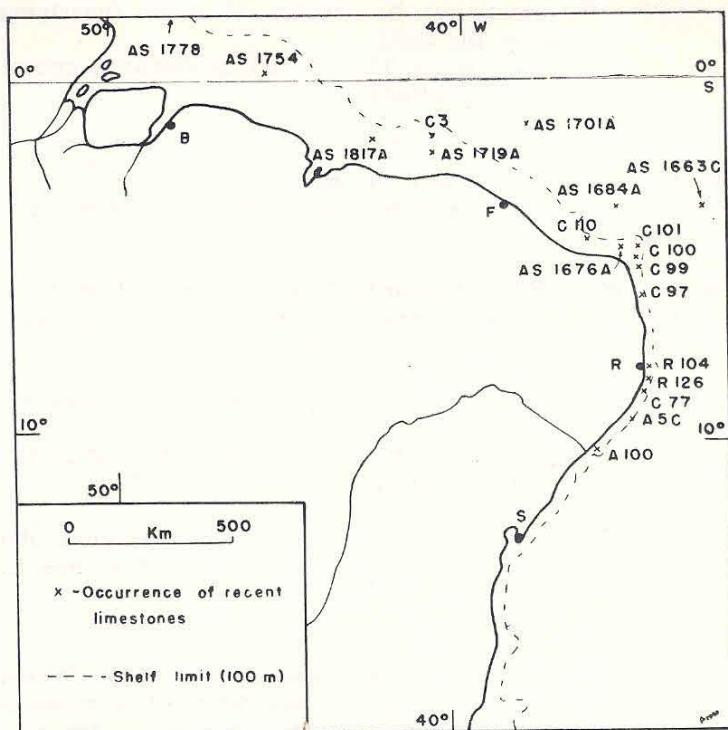 50° 40° W
AS 1778
AS 1754
0° 0°
S
C3
AS 1701A
B
AS 1817A
AS 1719A
AS 1663C
AS 1684A
F
C 110
C 101
C 100
AS 1676A
C 99
C 97
R
R 104
R 126
C 77
A 5C
10° 10°
A 100
50°
S
0 Km 500
x -Occurrence of recent
limestones
---- Shelf limit (100 m)
40°